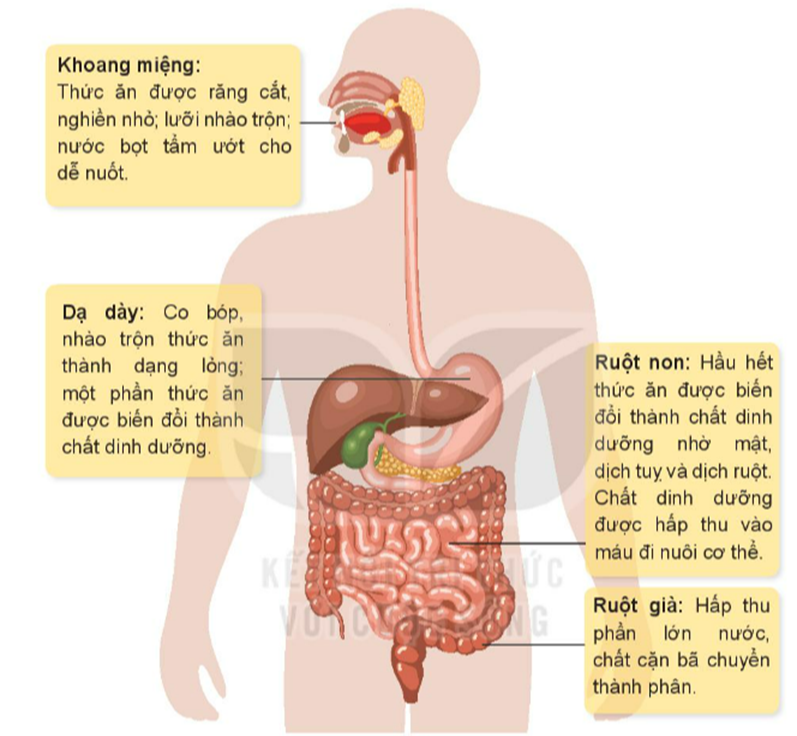 Khoang miệng:
Thức ăn được răng cắt,
nghiền nhỏ; lưỡi nhào trộn;
nước bọt tẩm ướt cho
dễ nuốt.
Dạ dày: Co bóp,
nhào trộn thức ăn
thành dạng lỏng;
một phần thức ăn
được biến đổi thành
chất dinh dưỡng.
Ruột non: Hầu hết
thức ăn được biến
đổi thành chất dinh
dưỡng nhờ mật,
dịch tuỵ và dịch ruột.
Chất dinh dưỡng
được hấp thu vào
máu đi nuôi cơ thể.
Ruột già: Hấp thu
phần lớn nước,
chất cặn bã chuyển
thành phân.